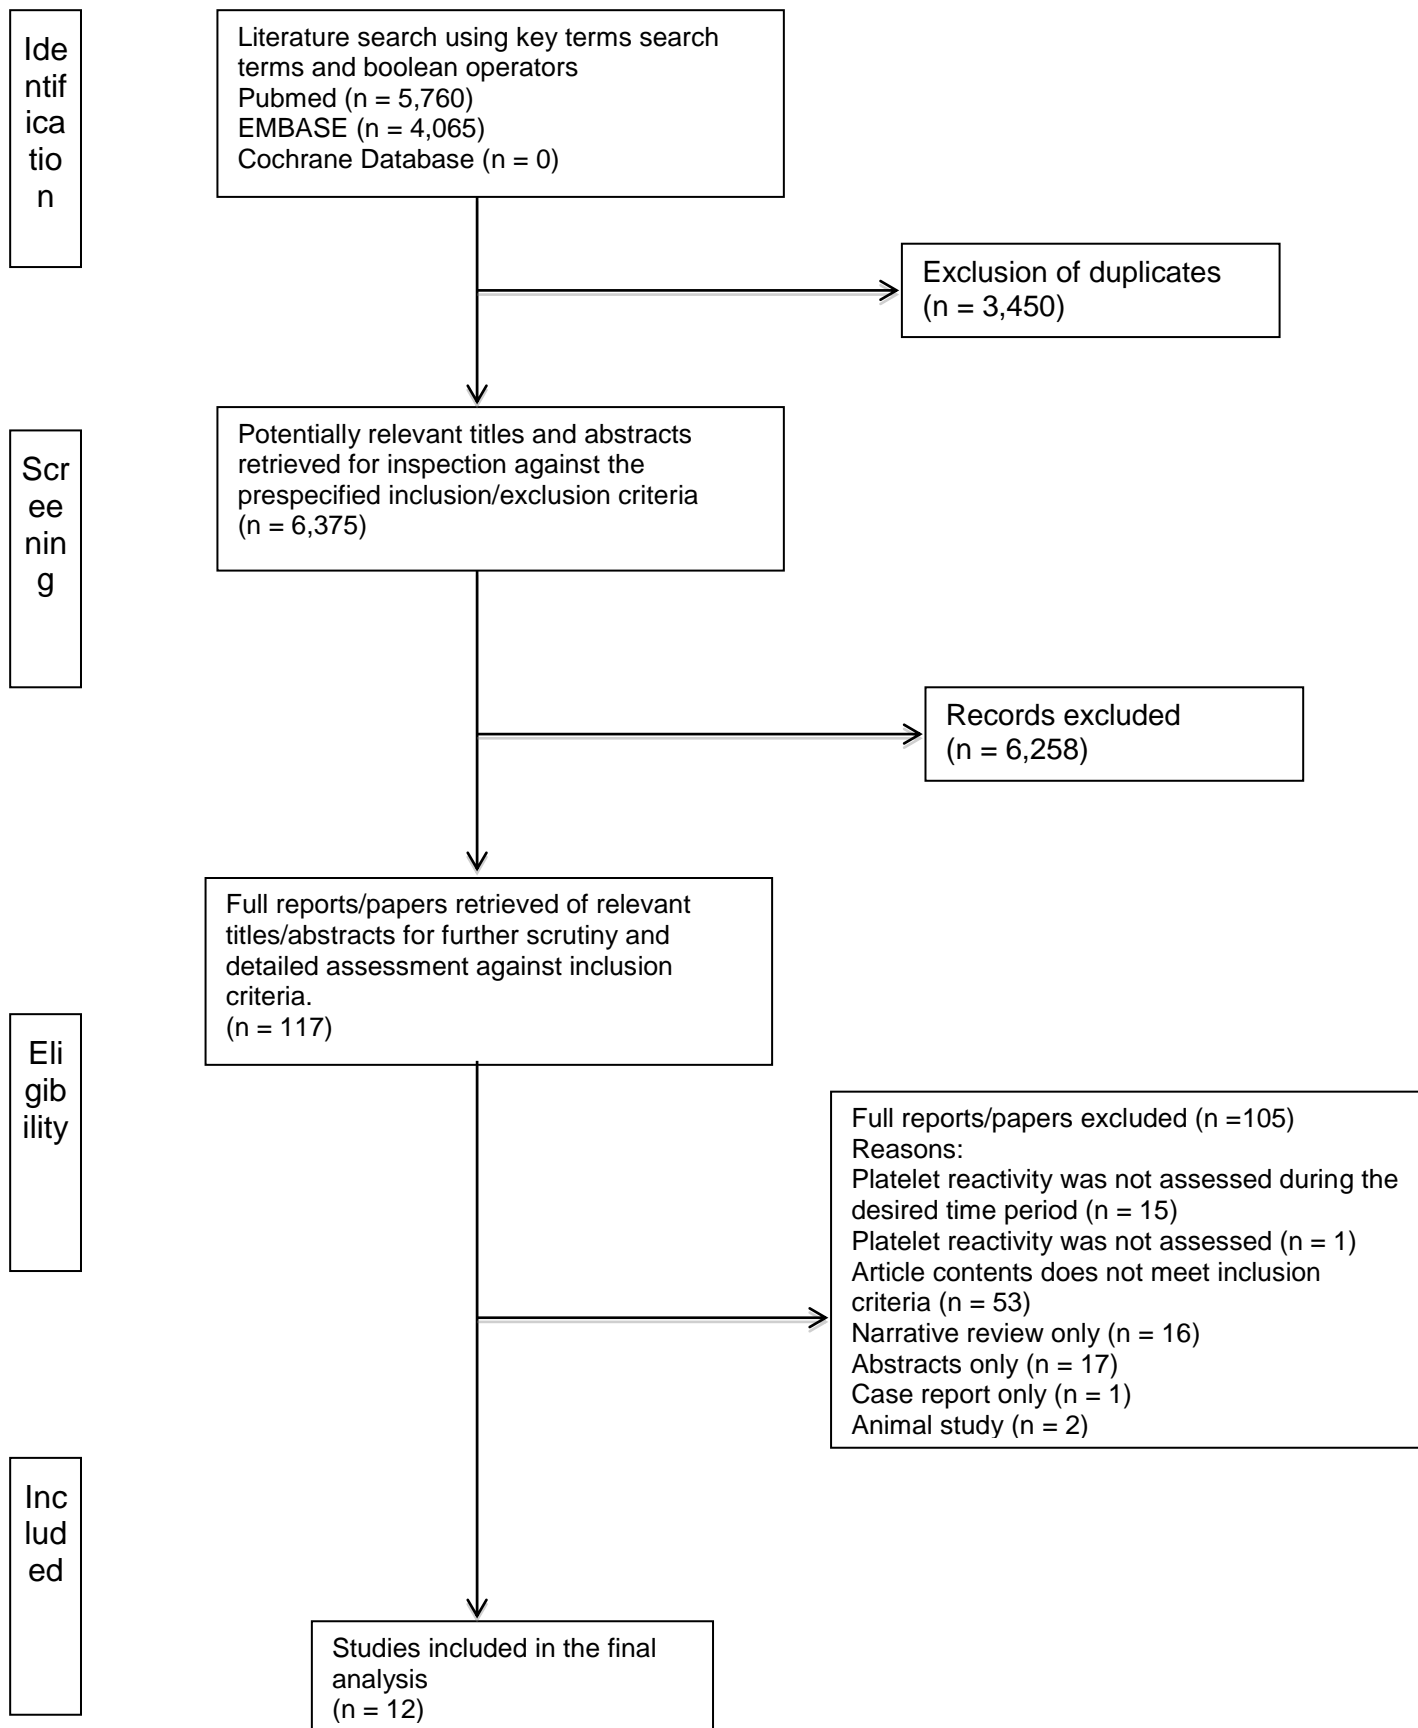 Ide
ntif
ica
tio
n
Literature search using key terms search
terms and boolean operators
Pubmed (n = 5,760)
EMBASE (n = 4,065)
Cochrane Database (n = 0)
Exclusion of duplicates
(n = 3,450)
Scr
ee
nin
g
Potentially relevant titles and abstracts
retrieved for inspection against the
prespecified inclusion/exclusion criteria
(n = 6,375)
Records excluded
(n = 6,258)
Full reports/papers retrieved of relevant
titles/abstracts for further scrutiny and
detailed assessment against inclusion
criteria.
(n = 117)
Eli
gib
ility
Full reports/papers excluded (n =105)
Reasons:
Platelet reactivity was not assessed during the
desired time period (n = 15)
Platelet reactivity was not assessed (n = 1)
Article contents does not meet inclusion
criteria (n = 53)
Narrative review only (n = 16)
Abstracts only (n = 17)
Case report only (n = 1)
Animal study (n = 2)
Inc
lud
ed
Studies included in the final
analysis
(n = 12)